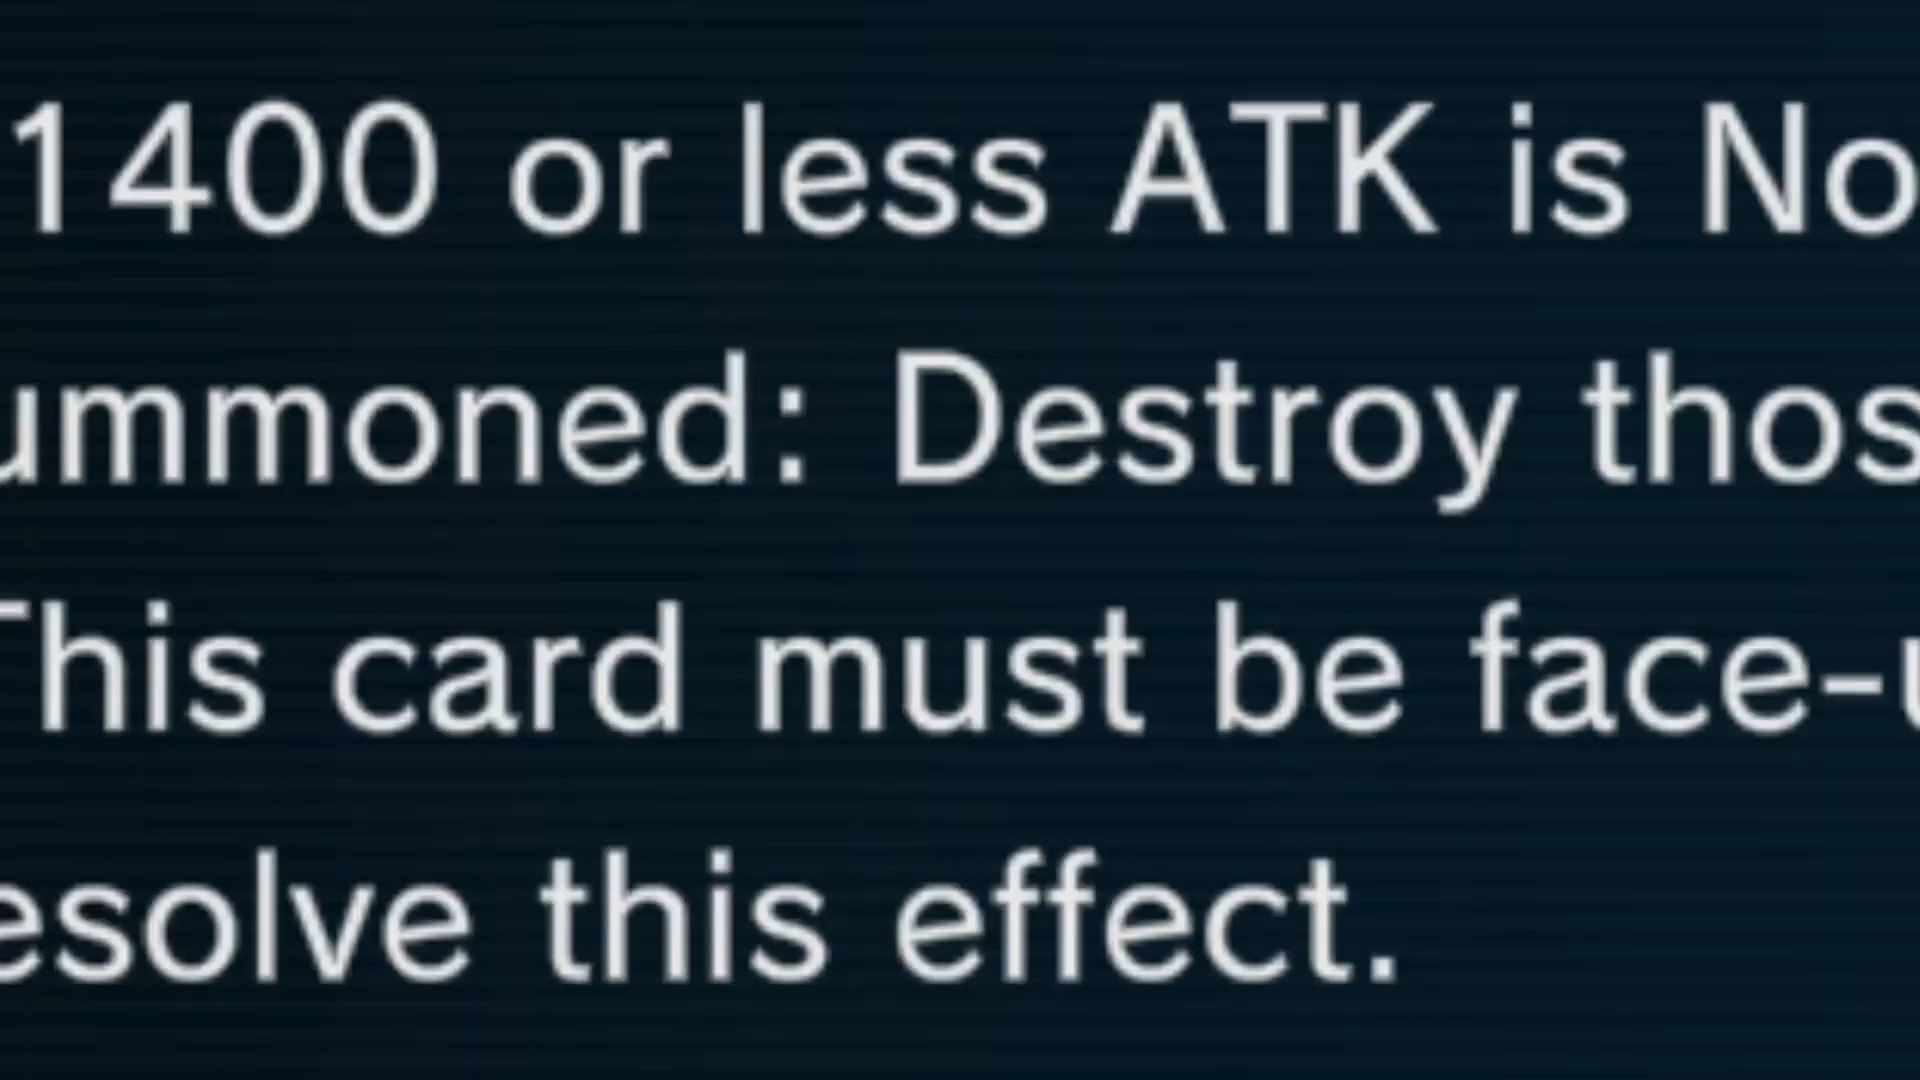 1400 or less ATK is No
ummoned: Destroy thos
This card must be face-u
esolve this effect.